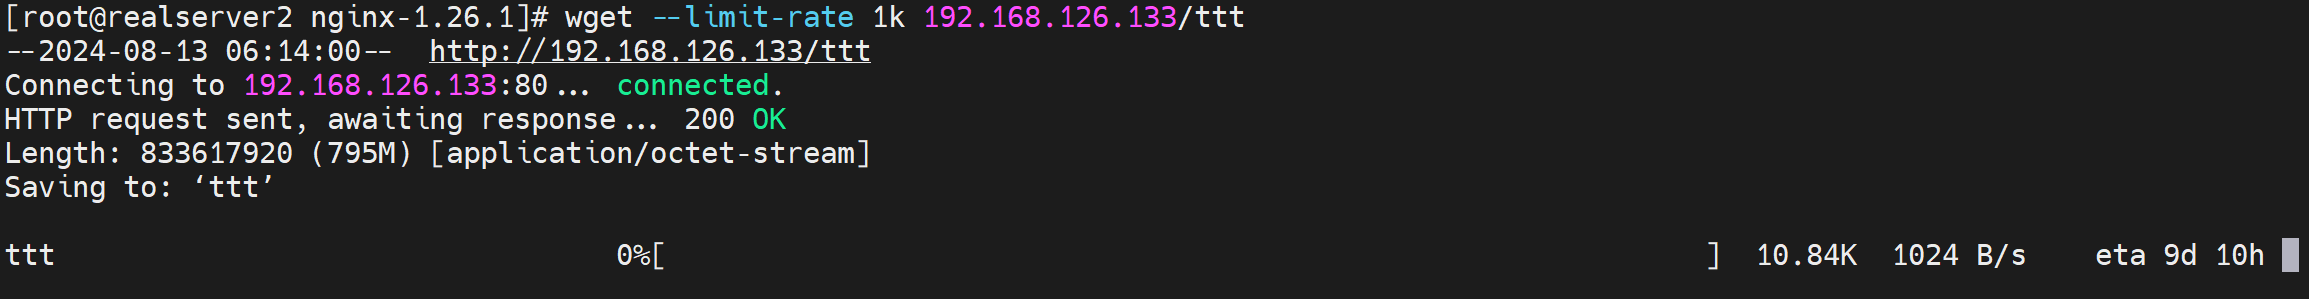 [root@realserver2 nginx-1.26.1]# wget --limit-rate 1k 192.168.126.133/ttt
--2024-08-13 06:14:00--  http://192.168.126.133/ttt
Connecting to 192.168.126.133:80... connected.
HTTP request sent, awaiting response... 200 OK
Length: 833617920 (795M) [application/octet-stream]
Saving to: ‘ttt’
ttt 0%[ ] 10.84K 1024 B/s eta 9d 10h